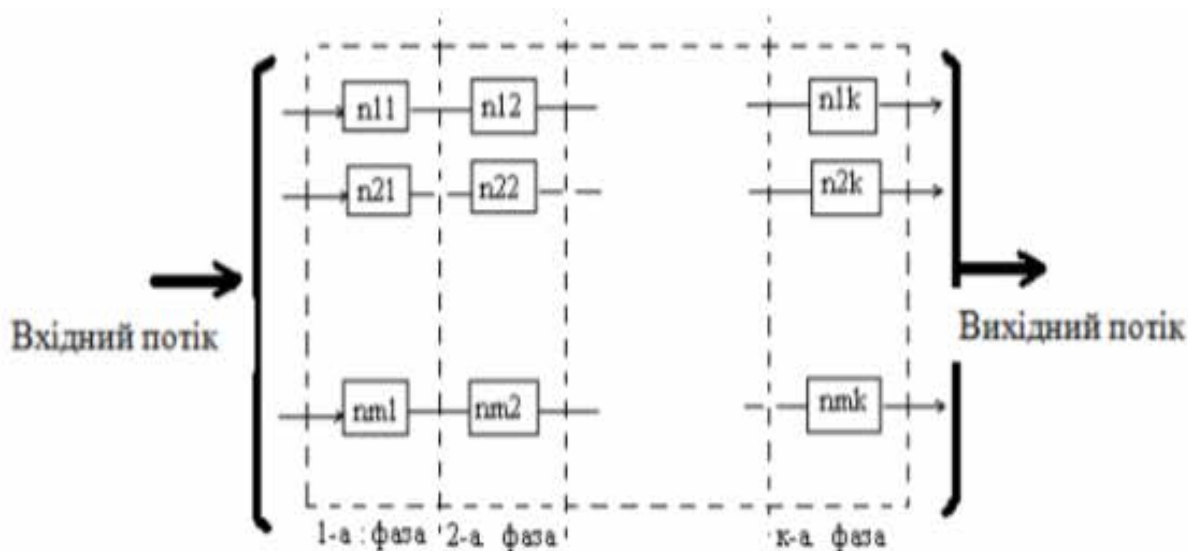 n11 n12 n1k
n21 n22 n2k
Вхідний потік
Вихідний потік
nm1 nm2 nmk
1-а : фаза 2-а фаза к-а фаза